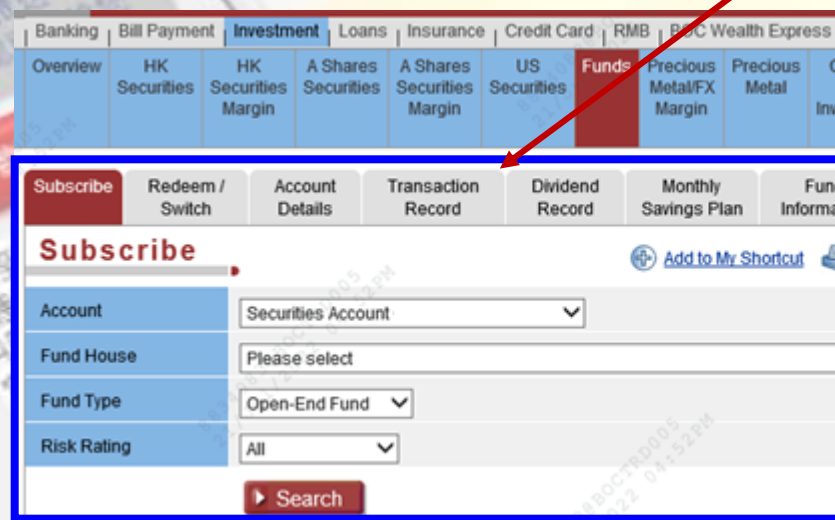 Banking Bill Payment Investment Loans Insurance Credit Card RMB BOC Wealth Express
Overview HK Securities HK Securities Margin A Shares Securities A Shares Securities Margin US Securities Funds Precious Metal/FX Margin Precious Metal
Subscribe Redeem / Switch Account Details Transaction Record Dividend Record Monthly Savings Plan
Subscribe
Add to My Shortcut
Account Securities Account
Fund House Please select
Fund Type Open-End Fund
Risk Rating All
Search